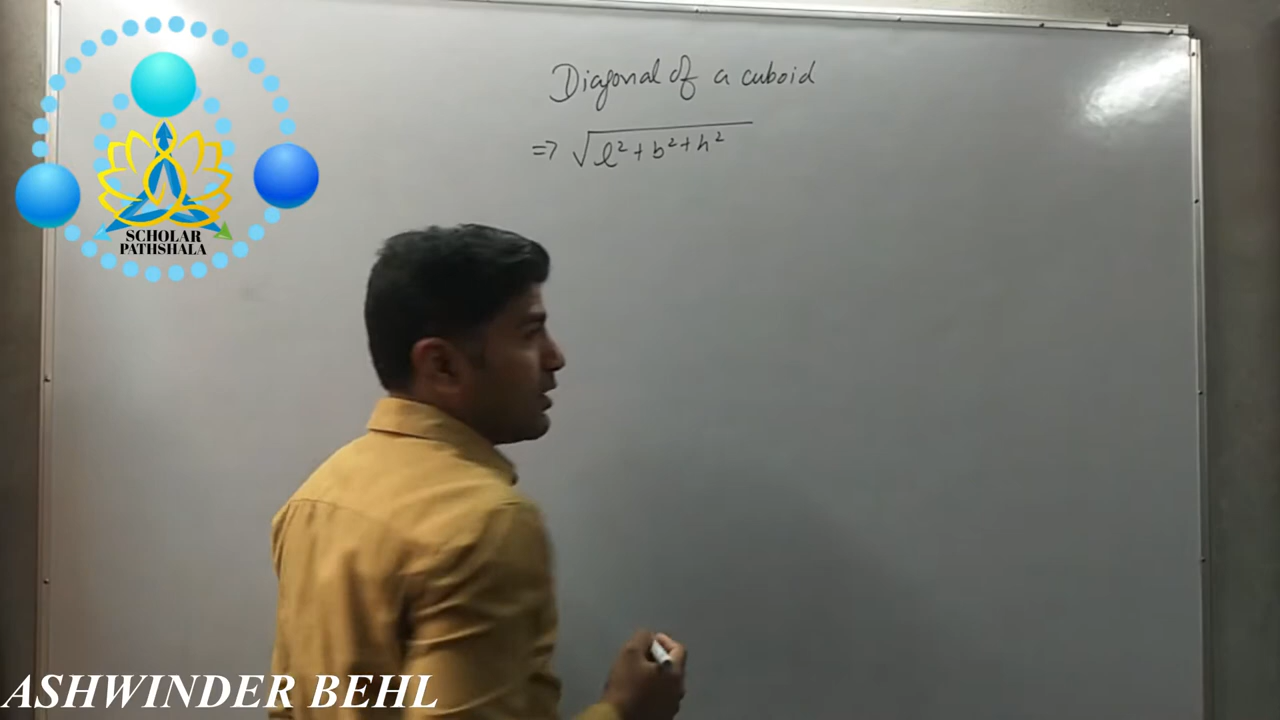 Diagonal of a cuboid
⇒ √(l²+b²+h²)
SCHOLAR
PATHSHALA
ASHWINDER BEHL